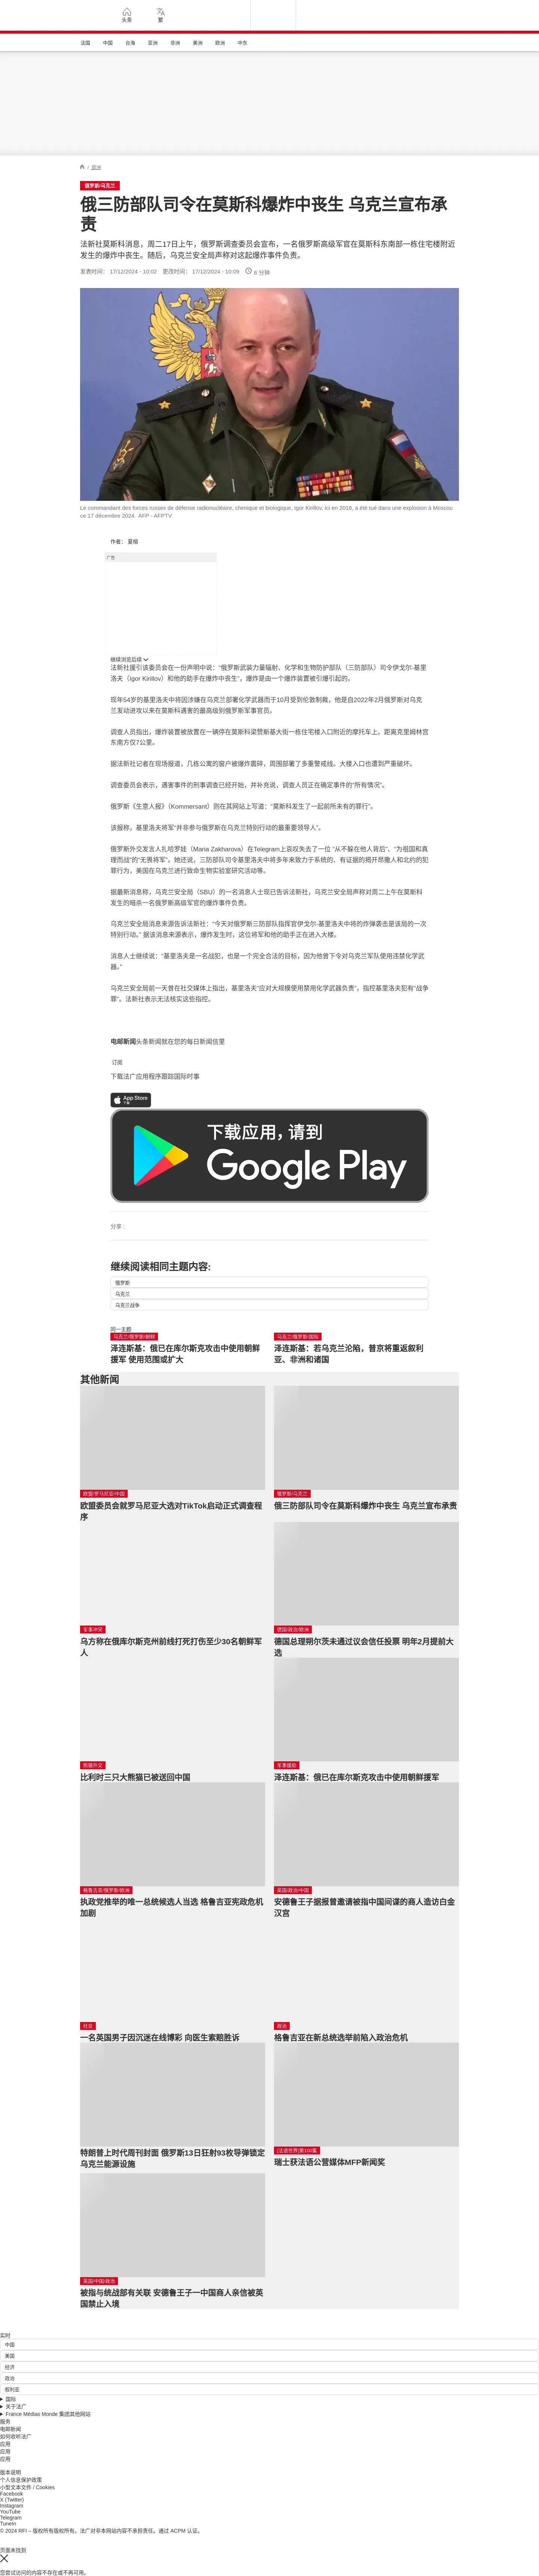 头条
繁
法国
中国
台海
亚洲
非洲
美洲
欧洲
中东
/ 欧洲
俄罗斯/乌克兰
俄三防部队司令在莫斯科爆炸中丧生 乌克兰宣布承
责
法新社莫斯科消息，周二17日上午，俄罗斯调查委员会宣布，一名俄罗斯高级军官在莫斯科东南部一栋住宅楼附近
发生的爆炸中丧生。随后，乌克兰安全局声称对这起爆炸事件负责。
发表时间： 17/12/2024 - 10:02 更改时间： 17/12/2024 - 10:09 6 分钟
Le commandant des forces russes de défense radionucléaire, chimique et biologique, Igor Kirillov, ici en 2018, a été tué dans une explosion à Moscou
ce 17 décembre 2024. AFP - AFPTV
作者： 夏榕
广告
继续浏览后续
法新社援引该委员会在一份声明中说：“俄罗斯武装力量辐射、化学和生物防护部队（三防部队）司令伊戈尔-基里
洛夫（Igor Kirillov）和他的助手在爆炸中丧生”，爆炸是由一个爆炸装置被引爆引起的。
现年54岁的基里洛夫中将因涉嫌在乌克兰部署化学武器而于10月受到伦敦制裁，他是自2022年2月俄罗斯对乌克
兰发动进攻以来在莫斯科遇害的最高级别俄罗斯军事官员。
调查人员指出，爆炸装置被放置在一辆停在莫斯科梁赞斯基大街一栋住宅楼入口附近的摩托车上，距离克里姆林宫
东南方仅7公里。
据法新社记者在现场报道，几栋公寓的窗户被爆炸震碎，周围部署了多重警戒线。大楼入口也遭到严重破坏。
调查委员会表示，遇害事件的刑事调查已经开始，并补充说，调查人员正在确定事件的“所有情况”。
俄罗斯《生意人报》（Kommersant）则在其网站上写道：“莫斯科发生了一起前所未有的罪行”。
该报称，基里洛夫将军“并非参与俄罗斯在乌克兰特别行动的最重要领导人”。
俄罗斯外交发言人扎哈罗娃（Maria Zakharova）在Telegram上哀叹失去了一位 “从不躲在他人背后”、“为祖国和真
理而战”的“无畏将军”。她还说，三防部队司令基里洛夫中将多年来致力于系统的、有证据的揭开昂撒人和北约的犯
罪行为，美国在乌克兰进行致命生物实验室研究活动等。
据最新消息称，乌克兰安全局（SBU）的一名消息人士现已告诉法新社，乌克兰安全局声称对周二上午在莫斯科
发生的暗杀一名俄罗斯高级军官的爆炸事件负责。
乌克兰安全局消息来源告诉法新社：“今天对俄罗斯三防部队指挥官伊戈尔-基里洛夫中将的炸弹袭击是该局的一次
特别行动。” 据该消息来源表示，爆炸发生时，这位将军和他的助手正在进入大楼。
消息人士继续说：“基里洛夫是一名战犯，也是一个完全合法的目标，因为他曾下令对乌克兰军队使用违禁化学武
器。”
乌克兰安全局前一天曾在社交媒体上指出，基里洛夫“应对大规模使用禁用化学武器负责”，指控基里洛夫犯有“战争
罪”。法新社表示无法核实这些指控。
电邮新闻头条新闻就在您的每日新闻信里
订阅
下载法广应用程序跟踪国际时事
App Store
下载
下载应用，请到
Google Play
分享 :
继续阅读相同主题内容:
俄罗斯
乌克兰
乌克兰战争
同一主题
乌克兰/俄罗斯/朝鲜
泽连斯基：俄已在库尔斯克攻击中使用朝鲜
援军 使用范围或扩大
乌克兰/俄罗斯/国际
泽连斯基：若乌克兰沦陷，普京将重返叙利
亚、非洲和诸国
其他新闻
欧盟/罗马尼亚/中国
欧盟委员会就罗马尼亚大选对TikTok启动正式调查程
序
俄罗斯/乌克兰
俄三防部队司令在莫斯科爆炸中丧生 乌克兰宣布承责
军事冲突
乌方称在俄库尔斯克州前线打死打伤至少30名朝鲜军
人
德国/政治/欧洲
德国总理朔尔茨未通过议会信任投票 明年2月提前大
选
熊猫外交
比利时三只大熊猫已被送回中国
军事援助
泽连斯基：俄已在库尔斯克攻击中使用朝鲜援军
格鲁吉亚/俄罗斯/欧洲
执政党推举的唯一总统候选人当选 格鲁吉亚宪政危机
加剧
英国/政治/中国
安德鲁王子据报曾邀请被指中国间谍的商人造访白金
汉宫
社会
一名英国男子因沉迷在线博彩 向医生索赔胜诉
政治
格鲁吉亚在新总统选举前陷入政治危机
特朗普上时代周刊封面 俄罗斯13日狂射93枚导弹锁定
乌克兰能源设施
[法语世界]第100集
瑞士获法语公营媒体MFP新闻奖
英国/中国/政治
被指与统战部有关联 安德鲁王子一中国商人亲信被英
国禁止入境
实时
中国
美国
经济
政治
叙利亚
国际
关于法广
France Médias Monde 集团其他网站
服务
电邮新闻
如何收听法广
应用
应用
应用
版本说明
个人信息保护政策
小型文本文件 / Cookies
Facebook
X (Twitter)
Instagram
YouTube
Telegram
TuneIn
© 2024 RFI – 版权所有版权所有。法广对非本网站内容不承担责任。通过 ACPM 认证。
页面未找到
您尝试访问的内容不存在或不再可用。